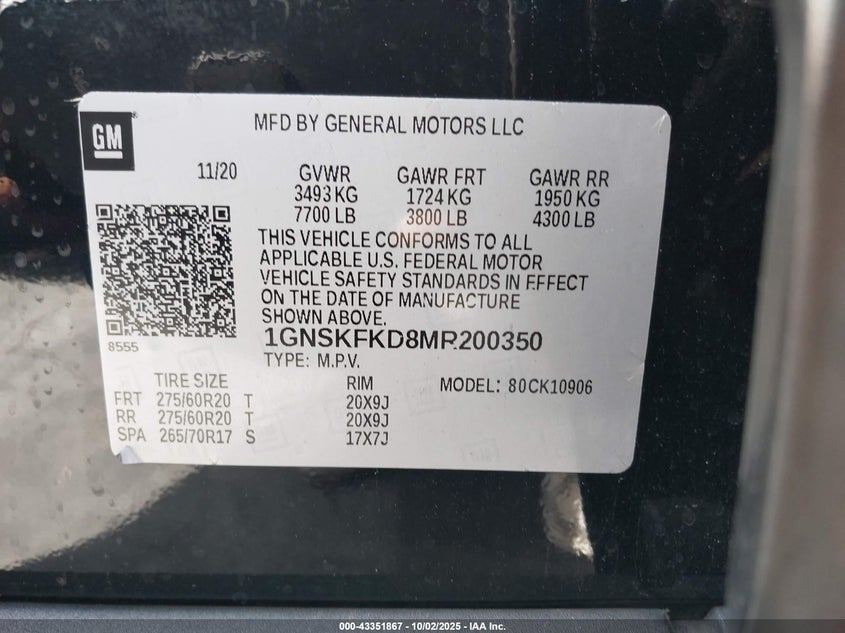 GM
MFD BY GENERAL MOTORS LLC
11/20 GVWR GAWR FRT GAWR RR
3493 KG 1724 KG 1950 KG
7700 LB 3800 LB 4300 LB
THIS VEHICLE CONFORMS TO ALL
APPLICABLE U.S. FEDERAL MOTOR
VEHICLE SAFETY STANDARDS IN EFFECT
ON THE DATE OF MANUFACTURE
SHOWN ABOVE.
8555
1GNSKFKD8MR200350
TYPE: M.P.V.
TIRE SIZE RIM MODEL: 80CK10906
FRT 275/60R20 T 20X9J
RR 275/60R20 T 20X9J
SPA 265/70R17 S 17X7J
000-43351867 - 10/02/2025 - IAA Inc.